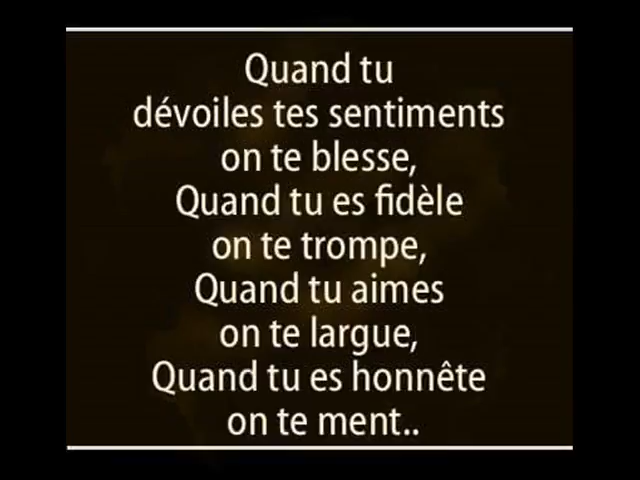 Quand tu
dévoiles tes sentiments
on te blesse,
Quand tu es fidèle
on te trompe,
Quand tu aimes
on te largue,
Quand tu es honnête
on te ment..